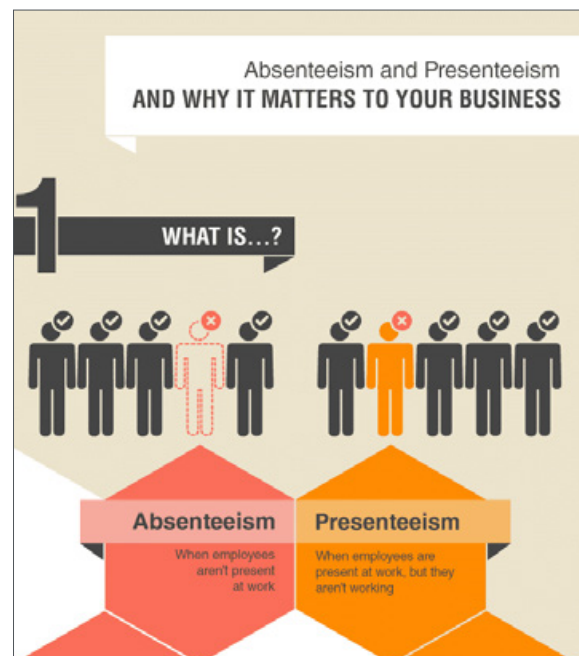 Absenteeism and Presenteeism
AND WHY IT MATTERS TO YOUR BUSINESS
1
WHAT IS...?
Absenteeism
When employees
aren't present
at work
Presenteeism
When employees are
present at work, but they
aren't working